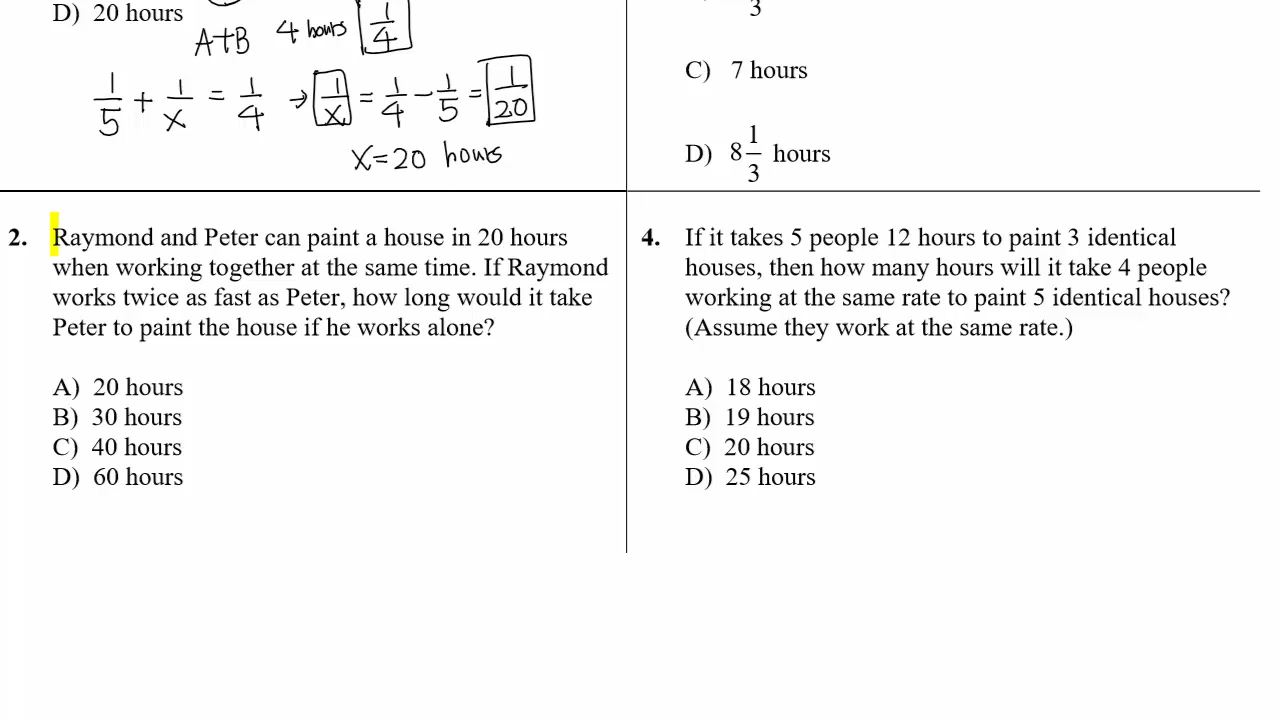 D) 20 hours
A+B 4 hours 1/4
1/5 + 1/x = 1/4 → 1/x = 1/4 − 1/5 = 1/20
x=20 hours
2. Raymond and Peter can paint a house in 20 hours
when working together at the same time. If Raymond
works twice as fast as Peter, how long would it take
Peter to paint the house if he works alone?
A) 20 hours
B) 30 hours
C) 40 hours
D) 60 hours
3
C) 7 hours
D) 8 1/3 hours
4. If it takes 5 people 12 hours to paint 3 identical
houses, then how many hours will it take 4 people
working at the same rate to paint 5 identical houses?
(Assume they work at the same rate.)
A) 18 hours
B) 19 hours
C) 20 hours
D) 25 hours